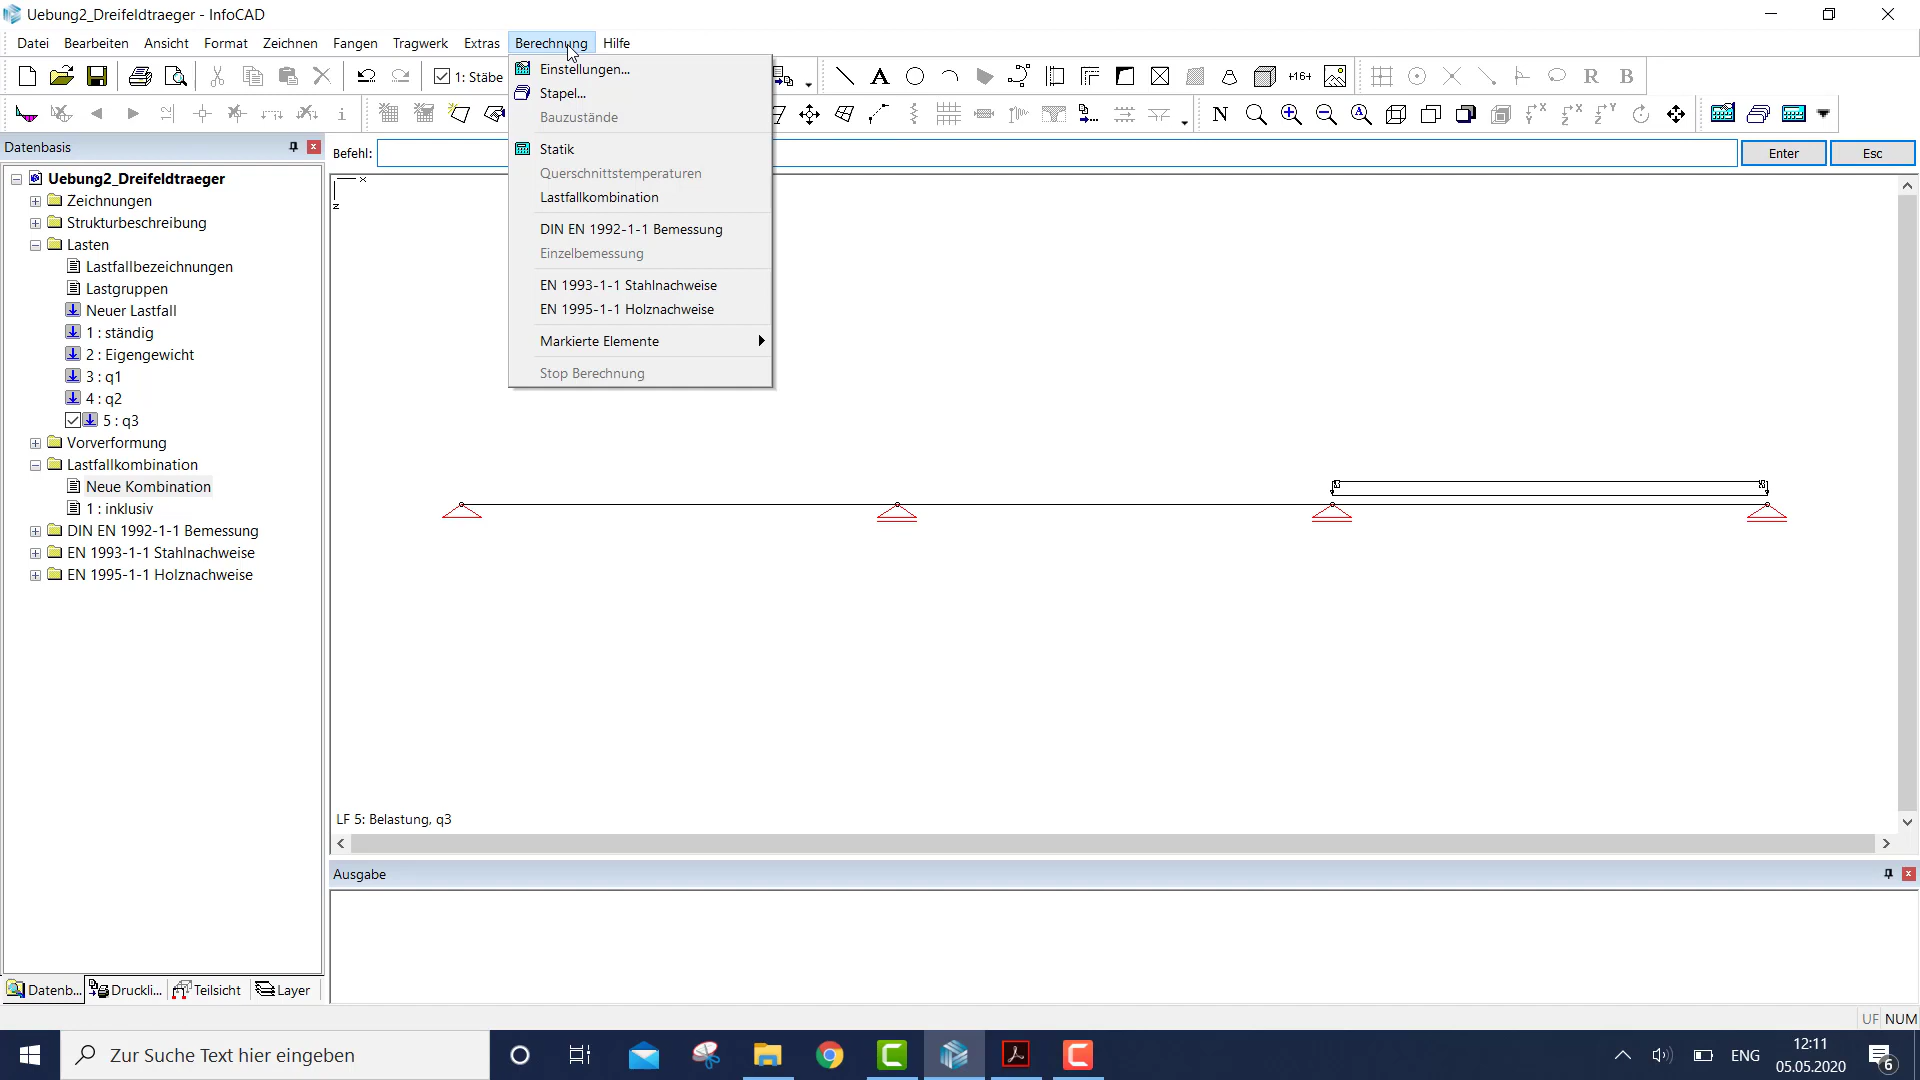 Uebung2_Dreifeldtraeger - InfoCAD
Datei Bearbeiten Ansicht Format Zeichnen Fangen Tragwerk Extras Berechnung Hilfe
1: Stäbe
+16+
R B
N
Einstellungen...
Stapel...
Bauzustände
Statik
Querschnittstemperaturen
Lastfallkombination
DIN EN 1992-1-1 Bemessung
Einzelbemessung
EN 1993-1-1 Stahlnachweise
EN 1995-1-1 Holznachweise
Markierte Elemente
Stop Berechnung
Datenbasis
Befehl:
Enter
Esc
Uebung2_Dreifeldtraeger
Zeichnungen
Strukturbeschreibung
Lasten
Lastfallbezeichnungen
Lastgruppen
Neuer Lastfall
1 : ständig
2 : Eigengewicht
3 : q1
4 : q2
5 : q3
Vorverformung
Lastfallkombination
Neue Kombination
1 : inklusiv
DIN EN 1992-1-1 Bemessung
EN 1993-1-1 Stahlnachweise
EN 1995-1-1 Holznachweise
x
z
LF 5: Belastung, q3
Ausgabe
Datenb... Druckli... Teilsicht Layer
UF NUM
Zur Suche Text hier eingeben
ENG
12:11
05.05.2020
6